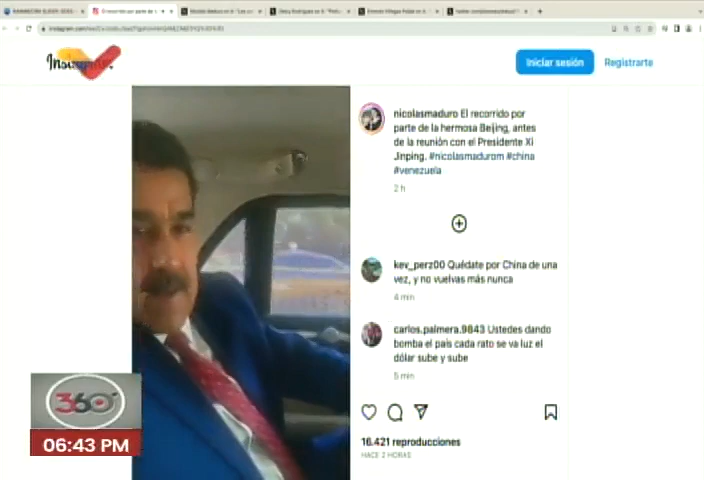 Instagram
Iniciar sesión
Registrarte
nicolasmaduro El recorrido por
parte de la hermosa Beijing, antes
de la reunión con el Presidente Xi
Jinping. #nicolasmadurom #china
#venezuela
2 h
kev_perz00 Quédate por China de una
vez, y no vuelvas más nunca
4 min
carlos.palmera.9843 Ustedes dando
bomba el país cada rato se va luz el
dólar sube y sube
5 min
16.421 reproducciones
HACE 2 HORAS
360°
06:43 PM